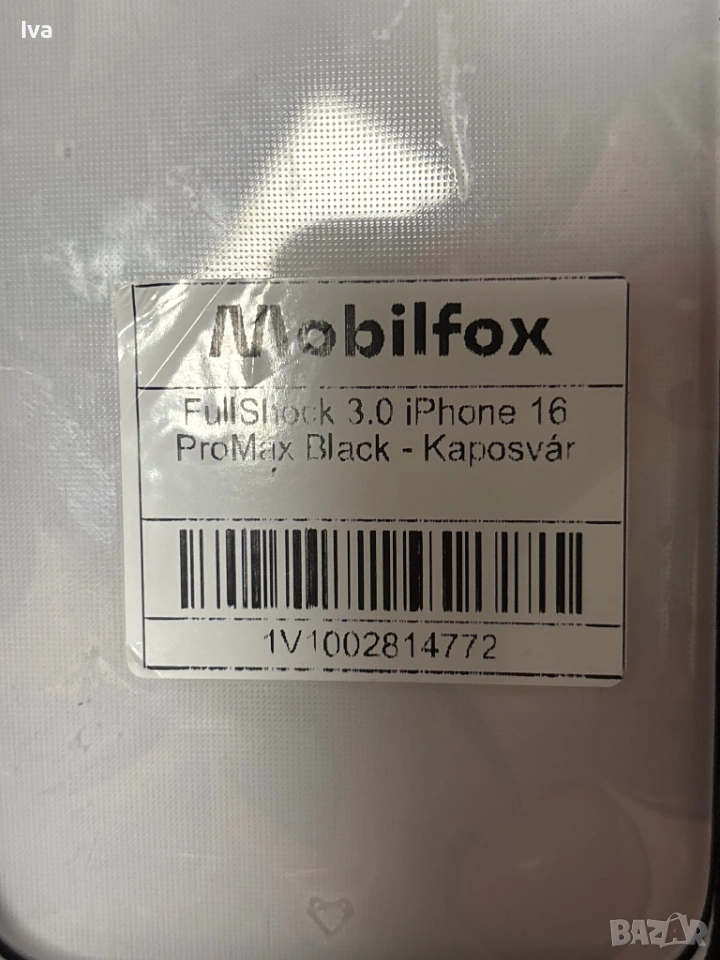 Iva
Mobilfox
FullShock 3.0 iPhone 16
ProMax Black - Kaposvár
1V1002814772
BAZAR